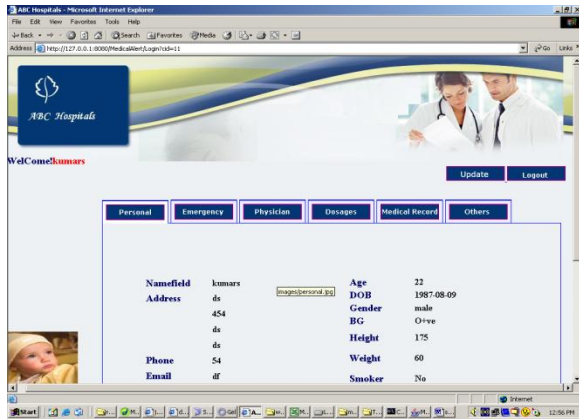 ABC Hospitals - Microsoft Internet Explorer
File Edit View Favorites Tools Help
Back Search Favorites Media
Address http://127.0.0.1:8080/MedicalAlert/Login?cid=11 Go Links
ABC Hospitals
WelCome!kumars
Update Logout
Personal Emergency Physician Dosages Medical Record Others
Namefield kumars Age 22
images/personal.jpg
Address ds DOB 1987-08-09
454 Gender male
ds BG O+ve
ds Height 175
Phone 54 Weight 60
Email df Smoker No
Internet
Start 12:56 PM